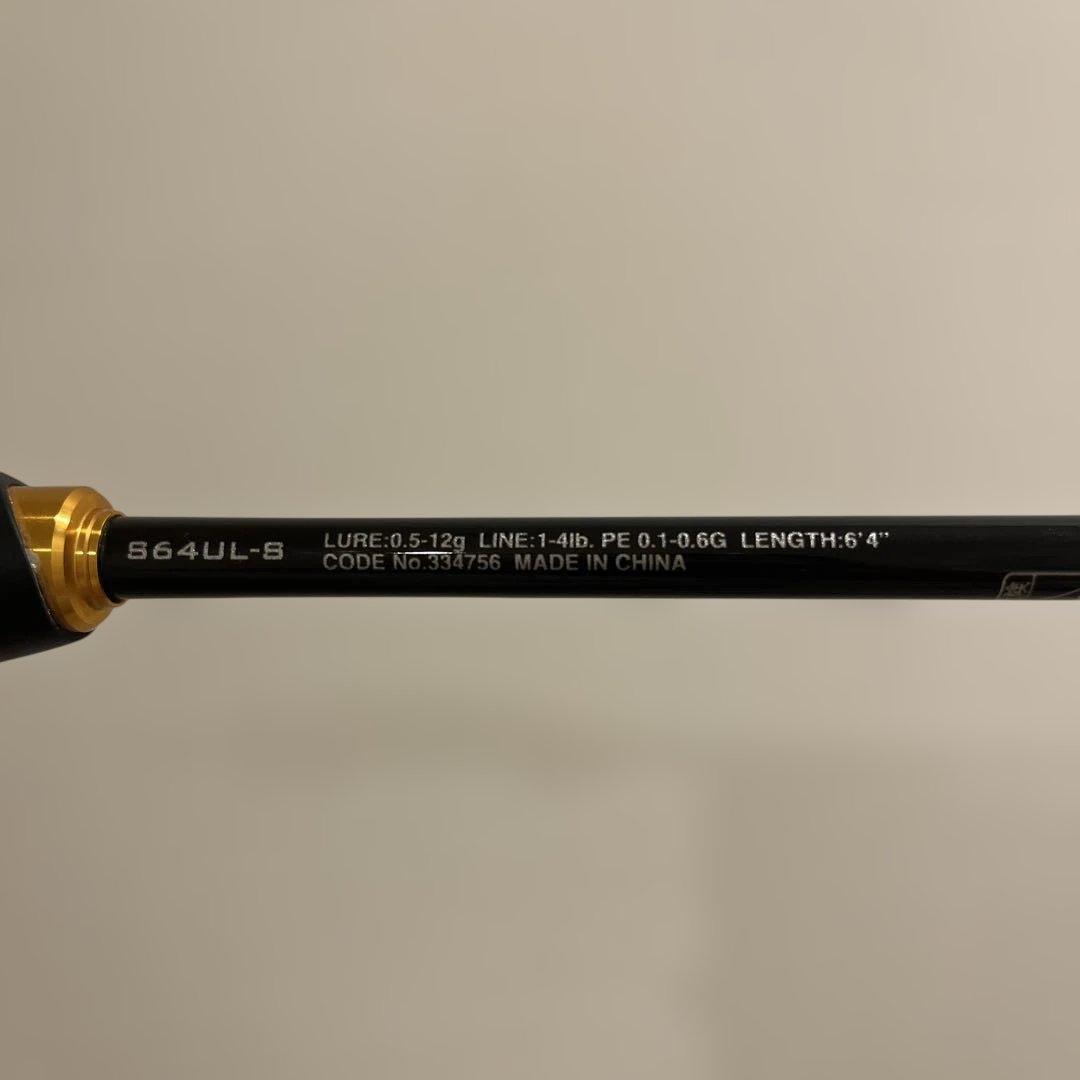 S64UL-S
LURE:0.5-12g LINE:1-4lb. PE 0.1-0.6G LENGTH:6'4"
CODE No.334756 MADE IN CHINA